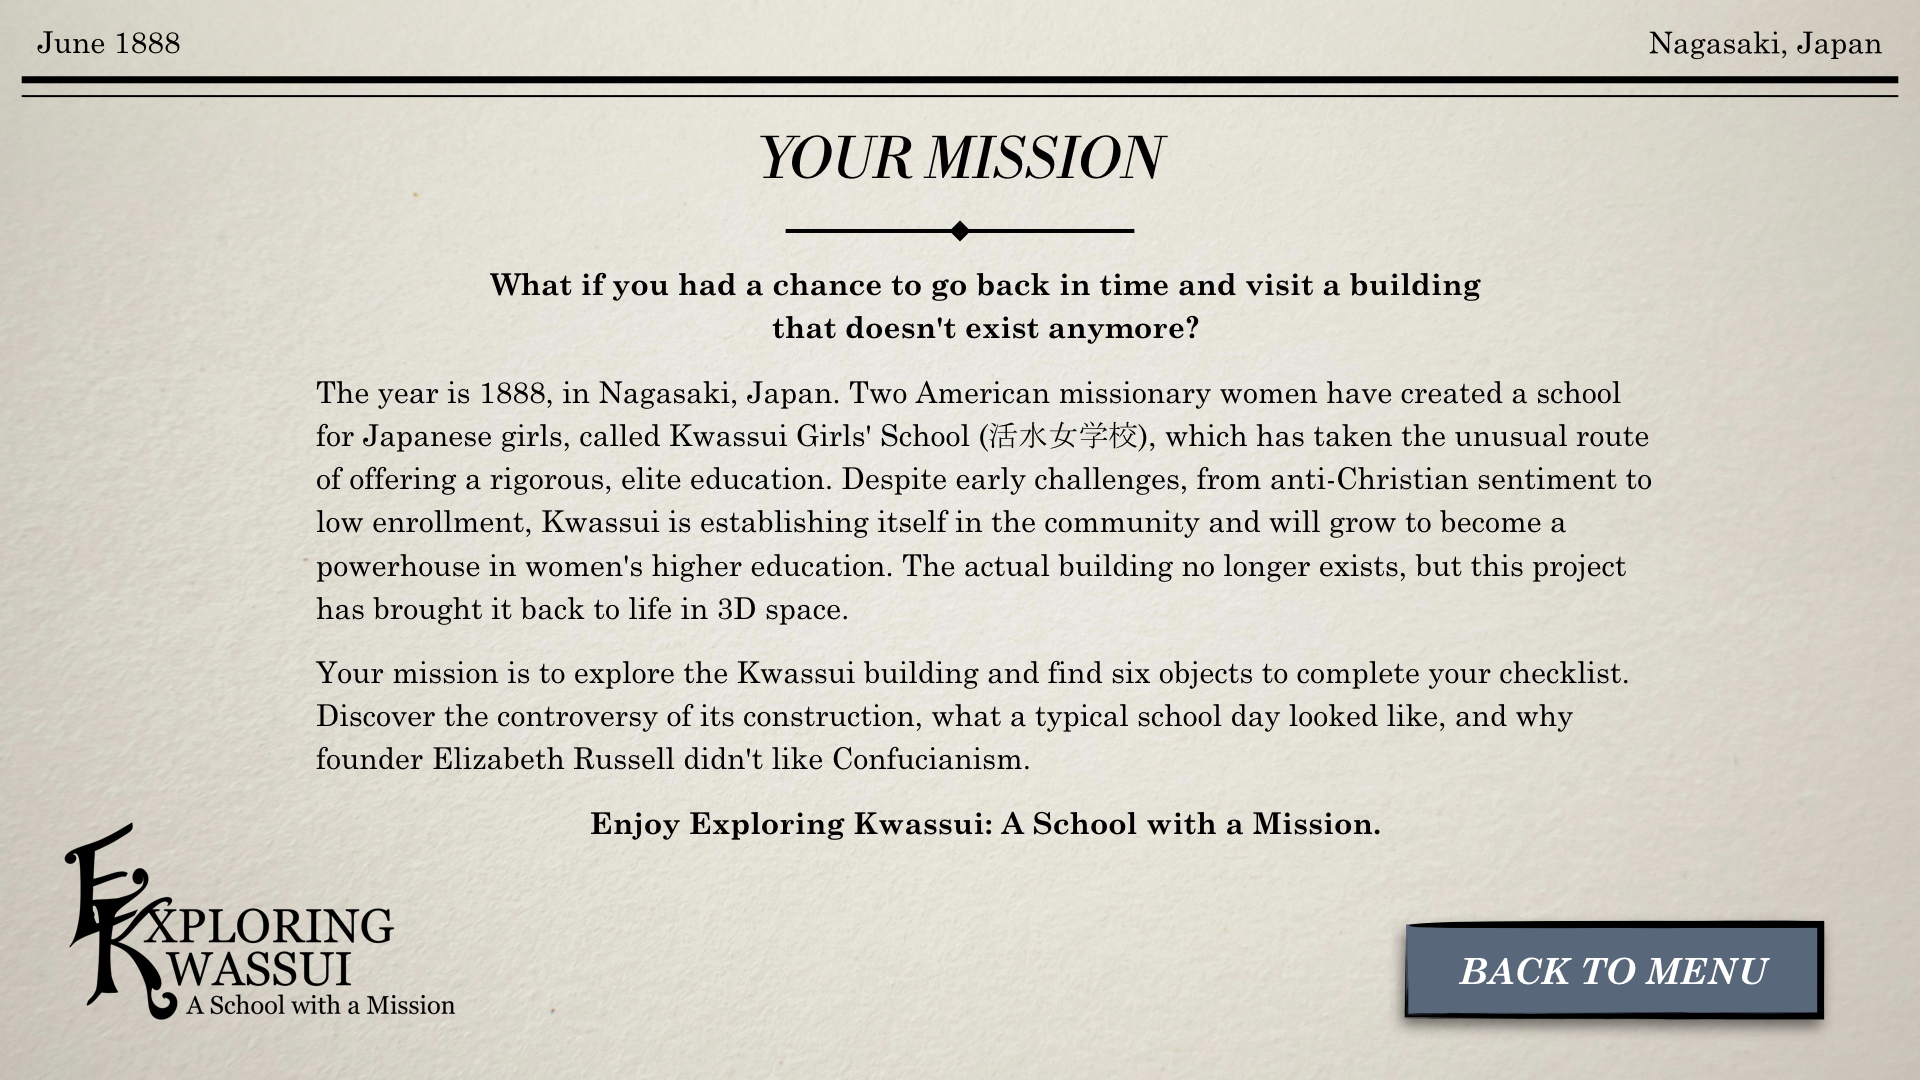 June 1888
Nagasaki, Japan
YOUR MISSION
What if you had a chance to go back in time and visit a building
that doesn't exist anymore?
The year is 1888, in Nagasaki, Japan. Two American missionary women have created a school
for Japanese girls, called Kwassui Girls' School (活水女学校), which has taken the unusual route
of offering a rigorous, elite education. Despite early challenges, from anti-Christian sentiment to
low enrollment, Kwassui is establishing itself in the community and will grow to become a
powerhouse in women's higher education. The actual building no longer exists, but this project
has brought it back to life in 3D space.
Your mission is to explore the Kwassui building and find six objects to complete your checklist.
Discover the controversy of its construction, what a typical school day looked like, and why
founder Elizabeth Russell didn't like Confucianism.
Enjoy Exploring Kwassui: A School with a Mission.
EXPLORING
KWASSUI
A School with a Mission
BACK TO MENU